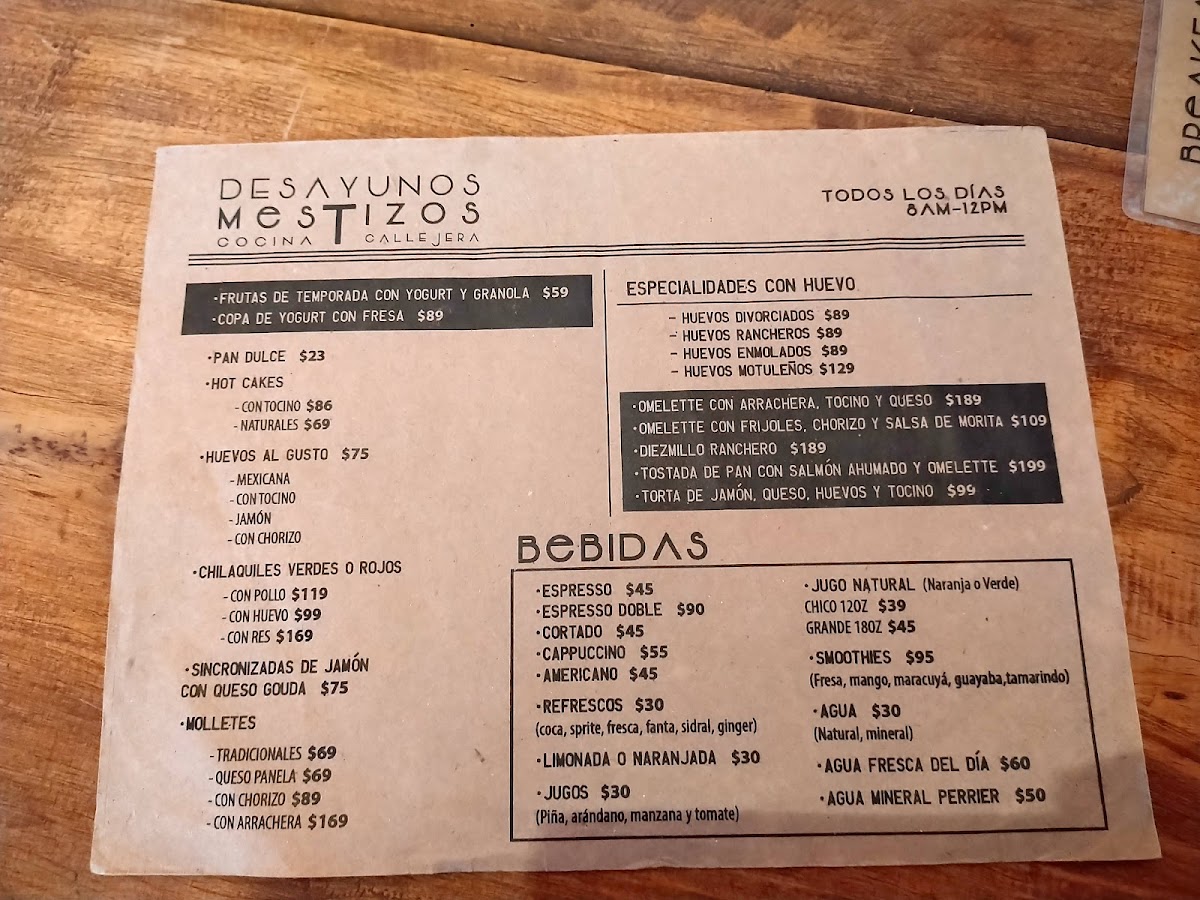 DESAYUNOS
MESTIZOS
COCINA CALLEJERA
TODOS LOS DÍAS
8AM-12PM
·FRUTAS DE TEMPORADA CON YOGURT Y GRANOLA $59
·COPA DE YOGURT CON FRESA $89
·PAN DULCE $23
·HOT CAKES
- CON TOCINO $86
- NATURALES $69
·HUEVOS AL GUSTO $75
- MEXICANA
- CON TOCINO
- JAMÓN
- CON CHORIZO
·CHILAQUILES VERDES O ROJOS
- CON POLLO $119
- CON HUEVO $99
- CON RES $169
·SINCRONIZADAS DE JAMÓN
CON QUESO GOUDA $75
·MOLLETES
- TRADICIONALES $69
- QUESO PANELA $69
- CON CHORIZO $89
- CON ARRACHERA $169
ESPECIALIDADES CON HUEVO
- HUEVOS DIVORCIADOS $89
- HUEVOS RANCHEROS $89
- HUEVOS ENMOLADOS $89
- HUEVOS MOTULEÑOS $129
·OMELETTE CON ARRACHERA, TOCINO Y QUESO $189
·OMELETTE CON FRIJOLES, CHORIZO Y SALSA DE MORITA $109
·DIEZMILLO RANCHERO $189
·TOSTADA DE PAN CON SALMÓN AHUMADO Y OMELETTE $199
·TORTA DE JAMÓN, QUESO, HUEVOS Y TOCINO $99
BEBIDAS
·ESPRESSO $45
·ESPRESSO DOBLE $90
·CORTADO $45
·CAPPUCCINO $55
·AMERICANO $45
·REFRESCOS $30
(coca, sprite, fresca, fanta, sidral, ginger)
·LIMONADA O NARANJADA $30
·JUGOS $30
(Piña, arándano, manzana y tomate)
·JUGO NATURAL (Naranja o Verde)
CHICO 12OZ $39
GRANDE 18OZ $45
·SMOOTHIES $95
(Fresa, mango, maracuyá, guayaba,tamarindo)
·AGUA $30
(Natural, mineral)
·AGUA FRESCA DEL DÍA $60
·AGUA MINERAL PERRIER $50